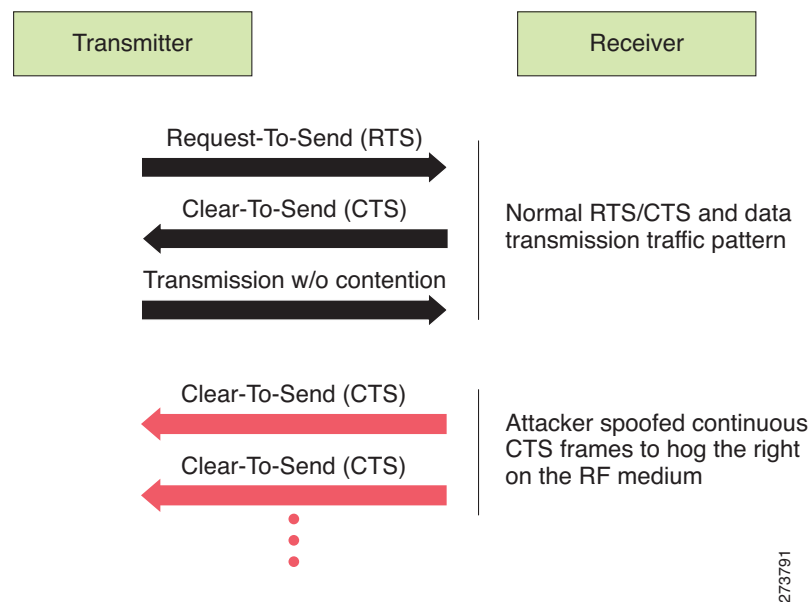 Transmitter
Receiver
Request-To-Send (RTS)
Clear-To-Send (CTS)
Transmission w/o contention
Normal RTS/CTS and data
transmission traffic pattern
Clear-To-Send (CTS)
Clear-To-Send (CTS)
Attacker spoofed continuous
CTS frames to hog the right
on the RF medium
273791